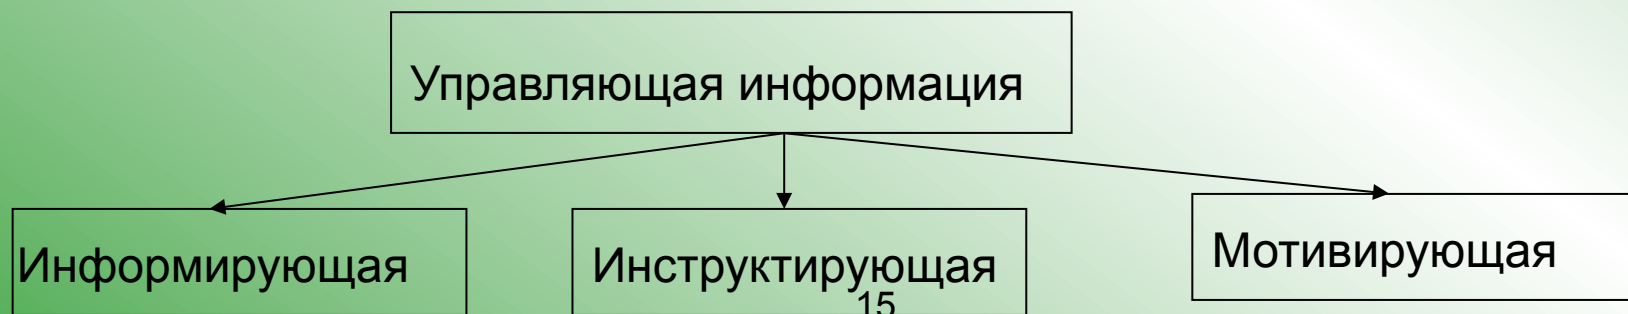 Управляющая информация
Информирующая
Инструктирующая
Мотивирующая
15